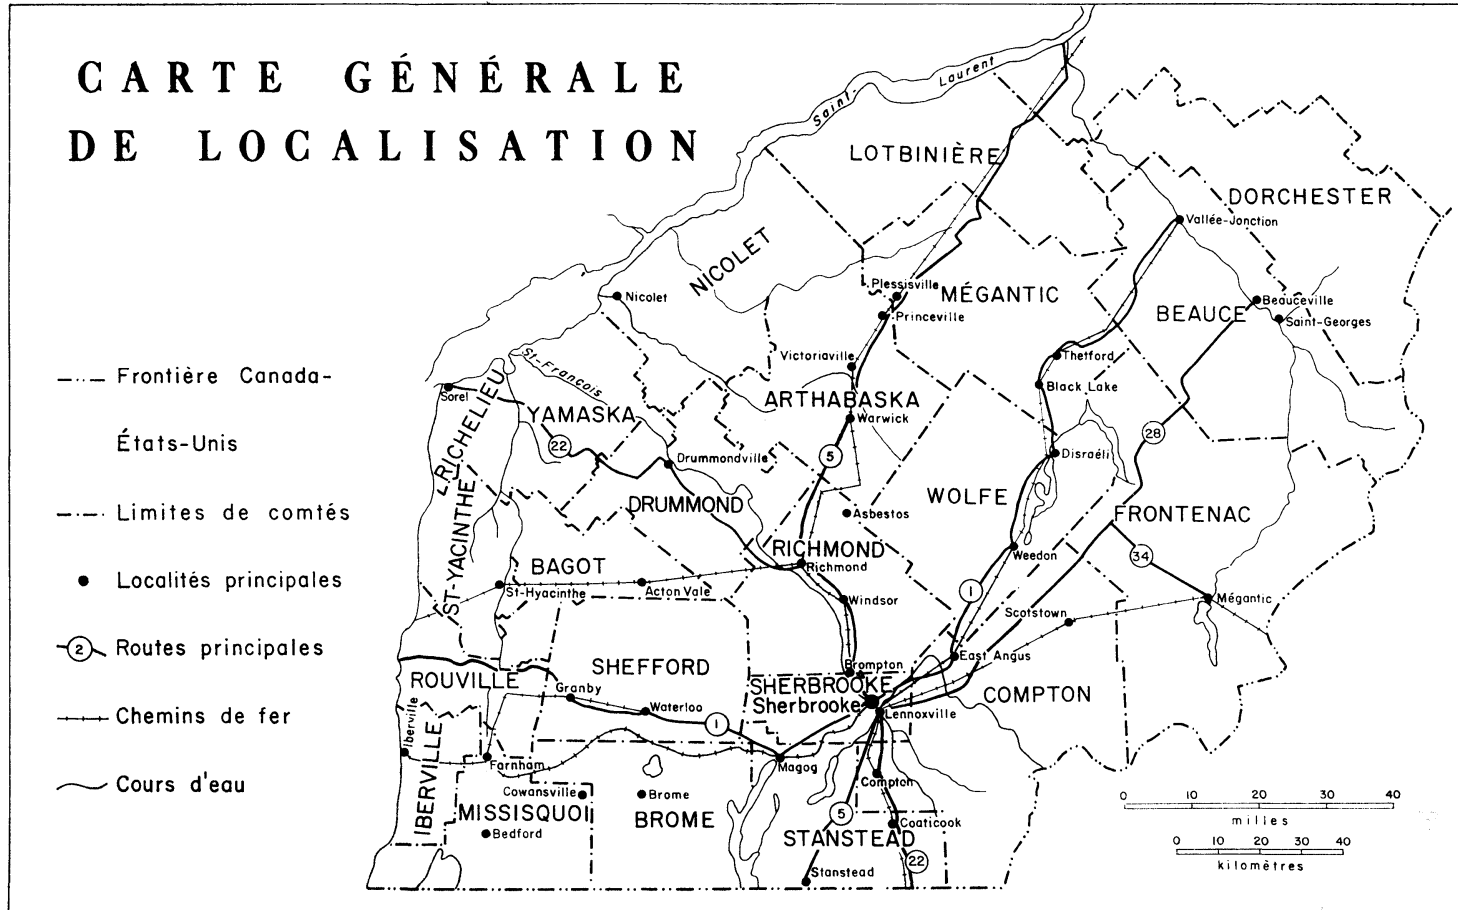 CARTE GÉNÉRALE
DE LOCALISATION
Saint-Laurent
LOTBINIÈRE
DORCHESTER
Vallée-Jonction
NICOLET
Nicolet
Plessisville
MÉGANTIC
Princeville
BEAUCE
Beauceville
Saint-Georges
Victoriaville
Thetford
Black Lake
St-François
Sorel
RICHELIEU
YAMASKA
ARTHABASKA
Warwick
22
5
28
Drummondville
Disraéli
DRUMMOND
WOLFE
FRONTENAC
Asbestos
ST-YACINTHE
BAGOT
RICHMOND
Richmond
Weedon
34
St-Hyacinthe
Acton Vale
Windsor
1
Scotstown
Mégantic
SHEFFORD
Brompton
East Angus
ROUVILLE
Granby
SHERBROOKE
Sherbrooke
COMPTON
Waterloo
1
Lennoxville
Iberville
IBERVILLE
Farnham
Magog
Compton
Cowansville
Brome
MISSISQUOI
BROME
Bedford
5
Coaticook
STANSTEAD
22
Stanstead
Frontière Canada-
États-Unis
Limites de comtés
Localités principales
2 Routes principales
Chemins de fer
Cours d'eau
0 10 20 30 40
milles
0 10 20 30 40
kilomètres